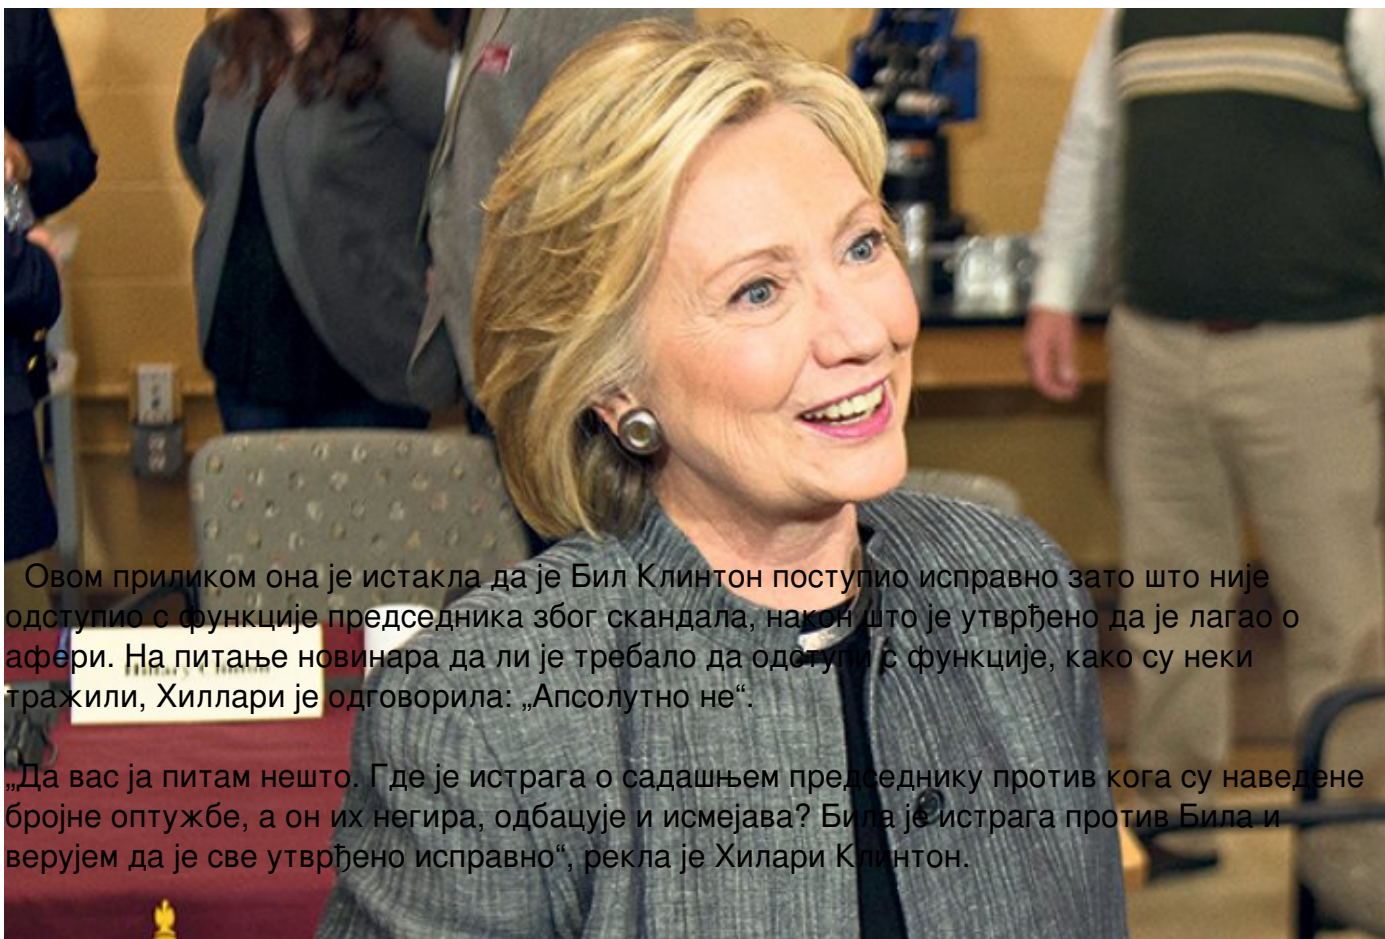 Овом приликом она је истакла да је Бил Клинтон поступио исправно зато што није
одступио с функције председника због скандала, након што је утврђено да је лагао о
афери. На питање новинара да ли је требало да одступи с функције, како су неки
тражили, Хиллари је одговорила: „Апсолутно не“.
„Да вас ја питам нешто. Где је истрага о садашњем председнику против кога су наведене
бројне оптужбе, а он их негира, одбацује и исмејава? Била је истрага против Била и
верујем да је све утврђено исправно“, рекла је Хилари Клинтон.